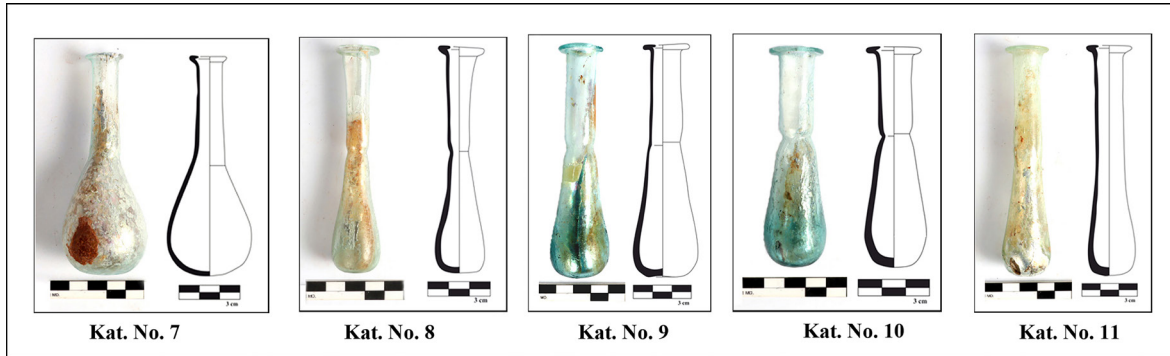 3 cm
3 cm
3 cm
3 cm
3 cm
Kat. No. 7
Kat. No. 8
Kat. No. 9
Kat. No. 10
Kat. No. 11